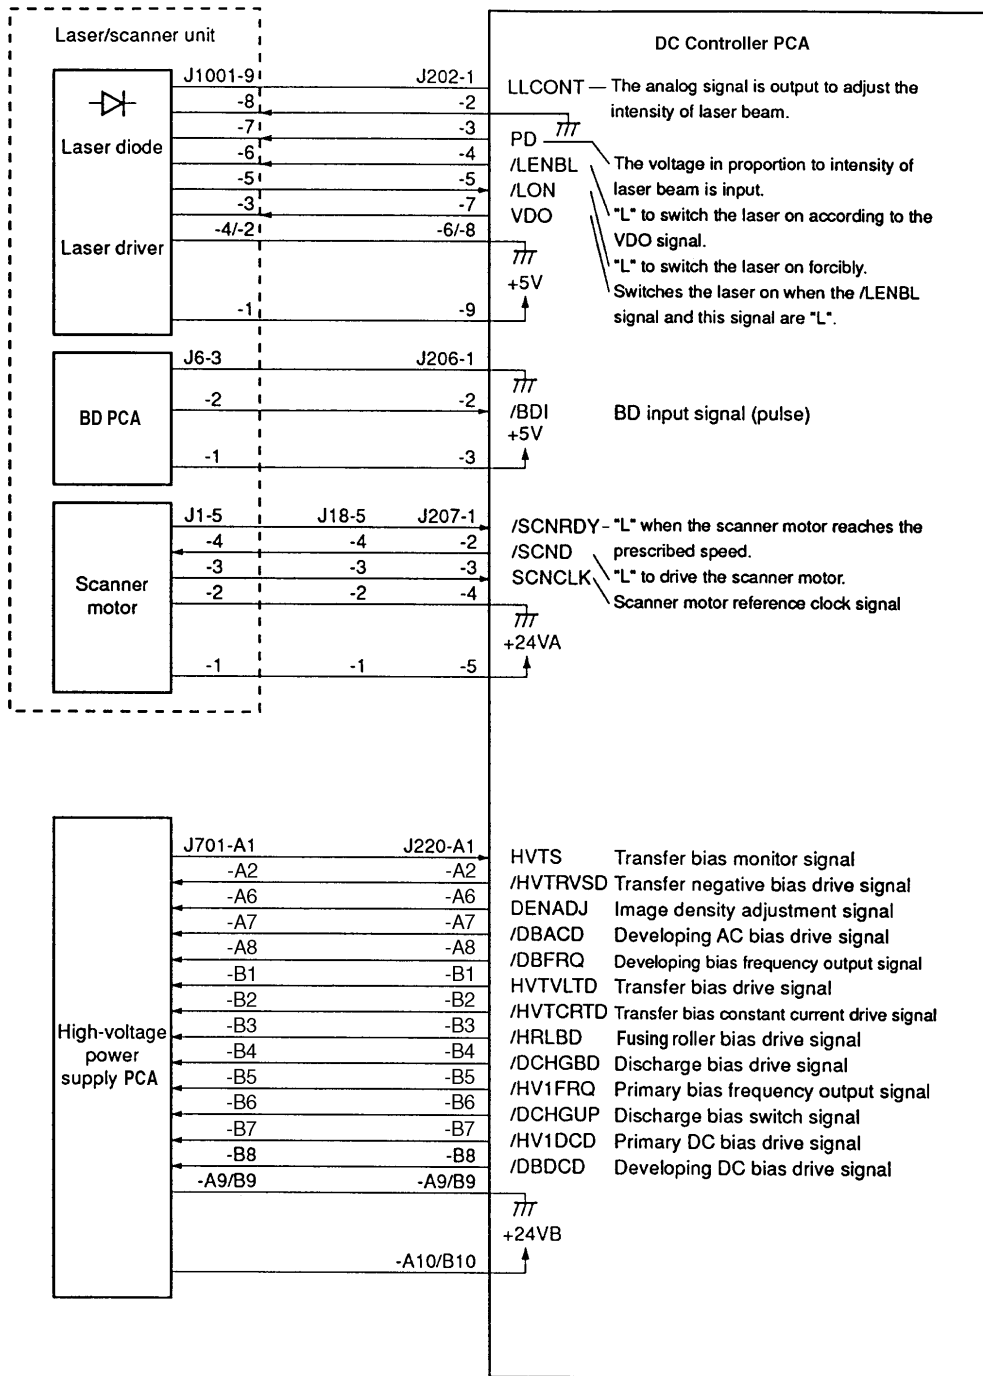 Laser/scanner unit
DC Controller PCA
J1001-9 J202-1 LLCONT The analog signal is output to adjust the
intensity of laser beam.
-8 -2
-7 -3 PD
Laser diode
-6 -4 /LENBL The voltage in proportion to intensity of
laser beam is input.
-5 -5 /LON
-3 -7 VDO "L" to switch the laser on according to the
VDO signal.
-4/-2 -6/-8
Laser driver
"L" to switch the laser on forcibly.
+5V Switches the laser on when the /LENBL
signal and this signal are "L".
-1 -9
J6-3 J206-1
BD PCA
-2 -2 /BDI BD input signal (pulse)
+5V
-1 -3
J1-5 J18-5 J207-1 /SCNRDY "L" when the scanner motor reaches the
prescribed speed.
-4 -4 -2 /SCND
-3 -3 -3 SCNCLK "L" to drive the scanner motor.
Scanner
motor
-2 -2 -4 Scanner motor reference clock signal
+24VA
-1 -1 -5
J701-A1 J220-A1 HVTS Transfer bias monitor signal
-A2 -A2 /HVTRVSD Transfer negative bias drive signal
-A6 -A6 DENADJ Image density adjustment signal
-A7 -A7 /DBACD Developing AC bias drive signal
-A8 -A8 /DBFRQ Developing bias frequency output signal
-B1 -B1 HVTVLTD Transfer bias drive signal
-B2 -B2 /HVTCRTD Transfer bias constant current drive signal
-B3 -B3 /HRLBD Fusing roller bias drive signal
High-voltage
power
supply PCA
-B4 -B4 /DCHGBD Discharge bias drive signal
-B5 -B5 /HV1FRQ Primary bias frequency output signal
-B6 -B6 /DCHGUP Discharge bias switch signal
-B7 -B7 /HV1DCD Primary DC bias drive signal
-B8 -B8 /DBDCD Developing DC bias drive signal
-A9/B9 -A9/B9
+24VB
-A10/B10